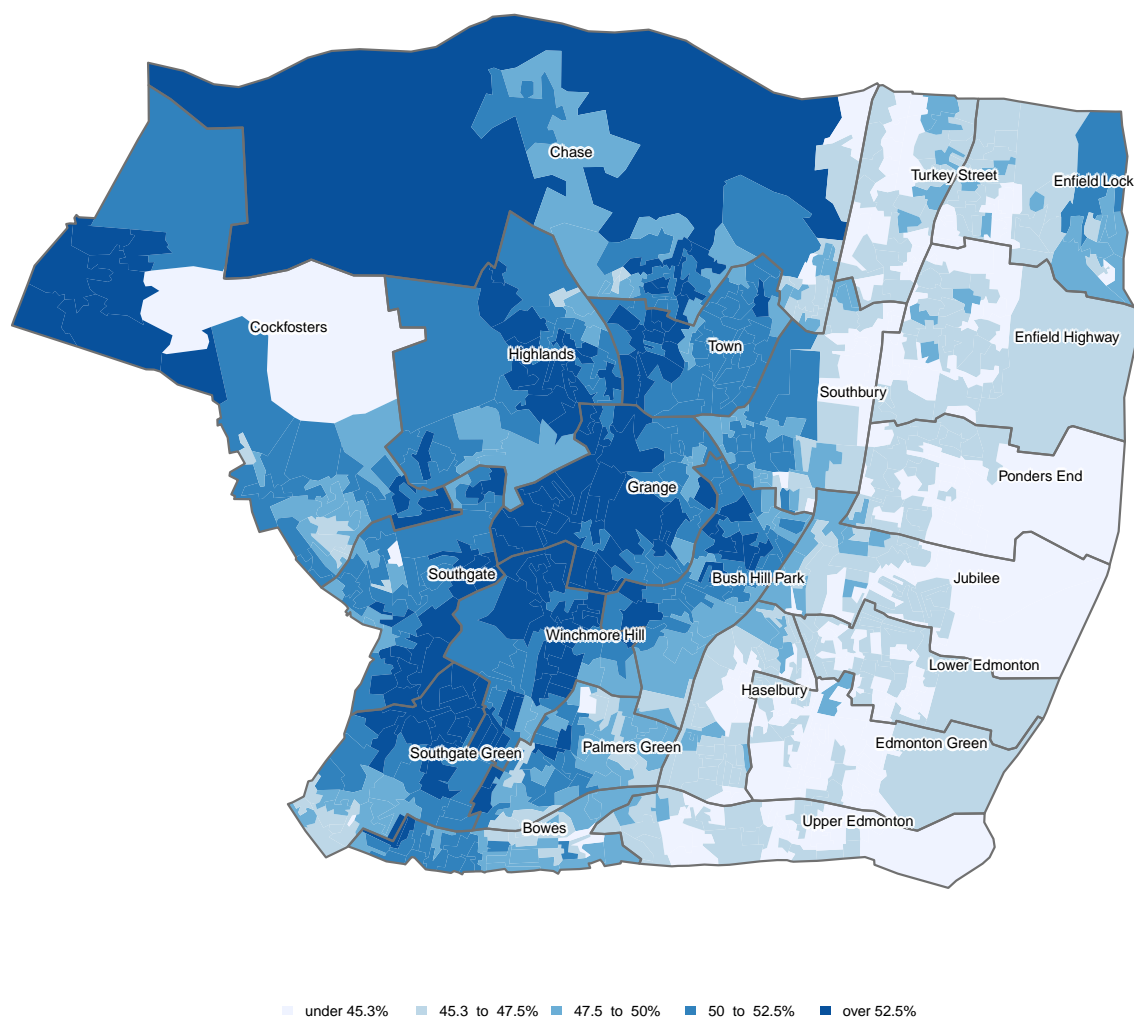 Chase
Turkey Street
Enfield Lock
Cockfosters
Enfield Highway
Highlands
Town
Southbury
Ponders End
Grange
Southgate
Bush Hill Park
Jubilee
Winchmore Hill
Lower Edmonton
Haselbury
Southgate Green
Palmers Green
Edmonton Green
Bowes
Upper Edmonton
under 45.3% 45.3 to 47.5% 47.5 to 50% 50 to 52.5% over 52.5%